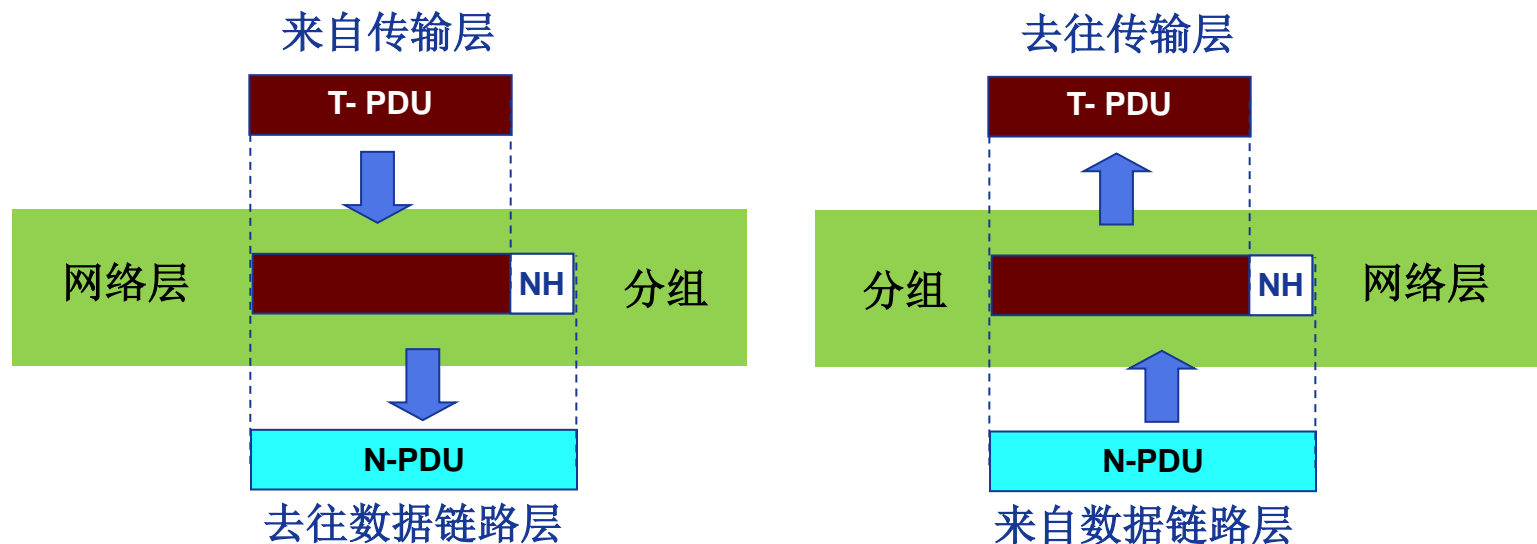 来自传输层
T- PDU
网络层
NH
分组
N-PDU
去往数据链路层
去往传输层
T- PDU
分组
NH
网络层
N-PDU
来自数据链路层